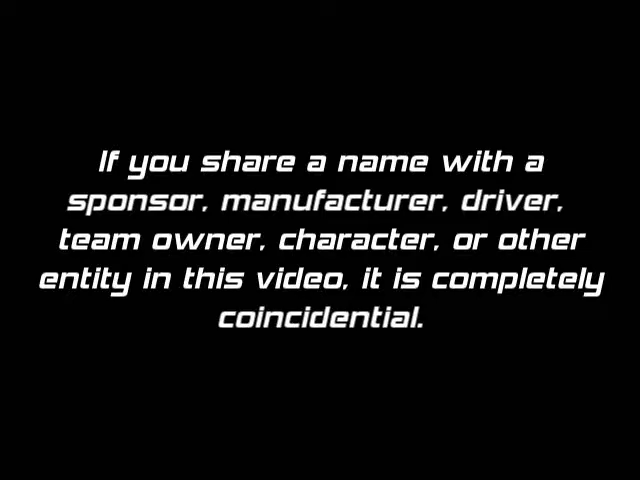 If you share a name with a
sponsor, manufacturer, driver,
team owner, character, or other
entity in this video, it is completely
coincidential.